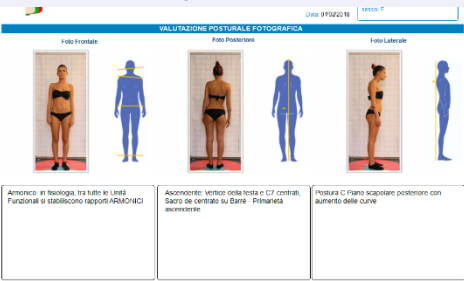 Data: 07/02/2018
sesso: F
VALUTAZIONE POSTURALE FOTOGRAFICA
Foto Frontale
Foto Posteriore
Foto Laterale
Armonico: in fisiologia, tra tutte le Unità
Funzionali si stabiliscono rapporti ARMONICI
Ascendente: Vertice della testa e C7 centrati,
Sacro de centrato su Barrè - Primarietà
ascendente
Postura C Piano scapolare posteriore con
aumento delle curve